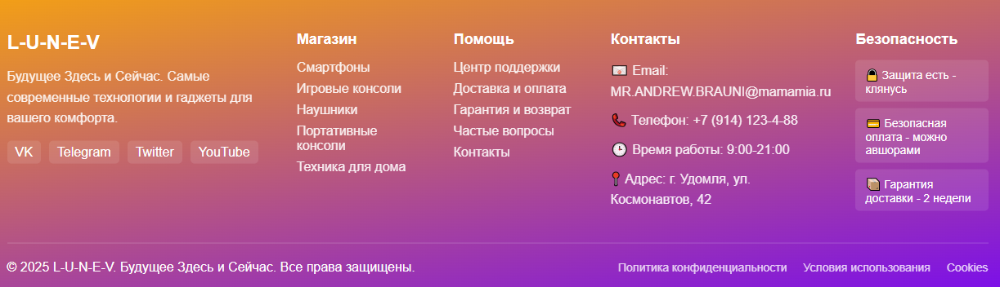 L-U-N-E-V
Будущее Здесь и Сейчас. Самые
современные технологии и гаджеты для
вашего комфорта.
VK
Telegram
Twitter
YouTube
Магазин
Смартфоны
Игровые консоли
Наушники
Портативные
консоли
Техника для дома
Помощь
Центр поддержки
Доставка и оплата
Гарантия и возврат
Частые вопросы
Контакты
Контакты
Email:
MR.ANDREW.BRAUNI@mamamia.ru
Телефон: +7 (914) 123-4-88
Время работы: 9:00-21:00
Адрес: г. Удомля, ул.
Космонавтов, 42
Безопасность
Защита есть -
клянусь
Безопасная
оплата - можно
авшорами
Гарантия
доставки - 2 недели
© 2025 L-U-N-E-V. Будущее Здесь и Сейчас. Все права защищены.
Политика конфиденциальности
Условия использования
Cookies